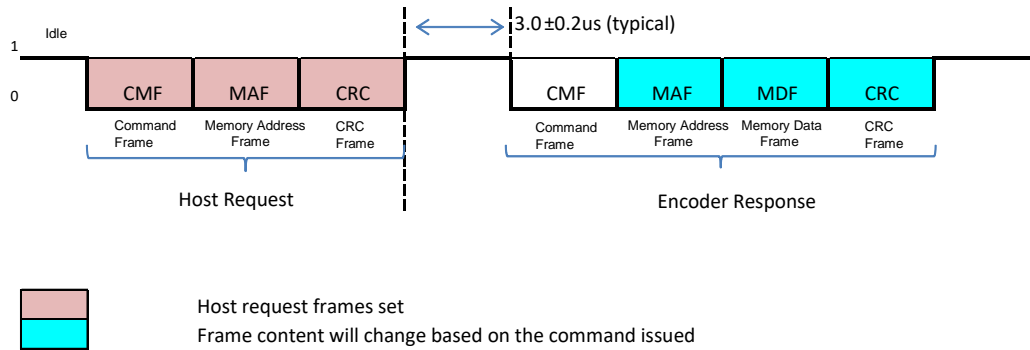 3.0±0.2us (typical)
Idle
1
0
CMF MAF CRC CMF MAF MDF CRC
Command Frame
Memory Address Frame
CRC Frame
Command Frame
Memory Address Frame
Memory Data Frame
CRC Frame
Host Request
Encoder Response
Host request frames set
Frame content will change based on the command issued